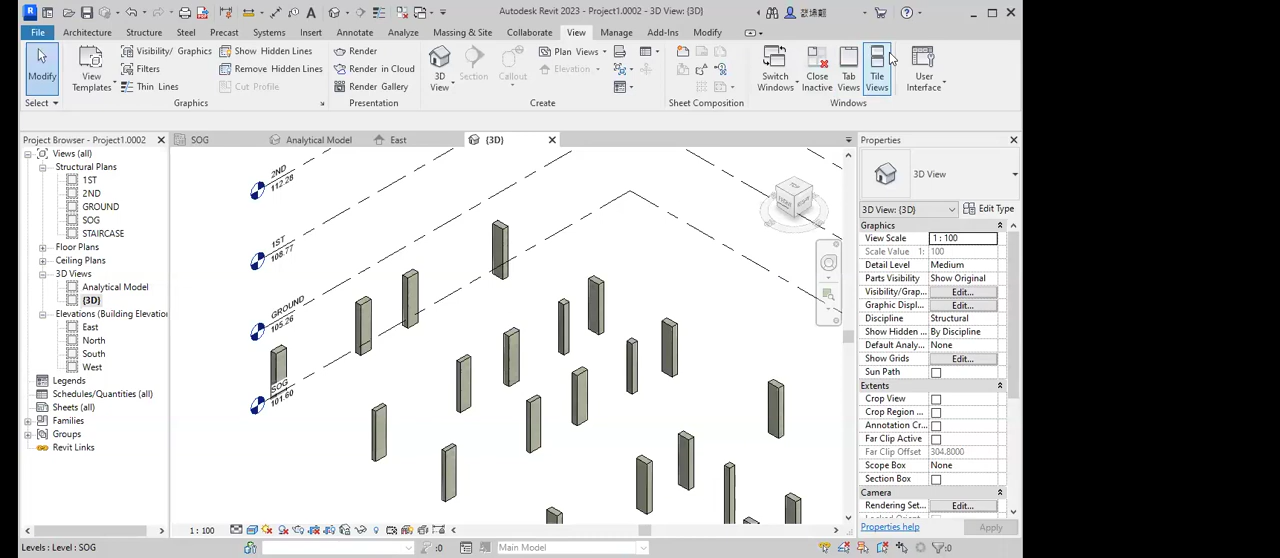 Autodesk Revit 2023 - Project1.0002 - 3D View: {3D}
File Architecture Structure Steel Precast Systems Insert Annotate Analyze Massing & Site Collaborate View Manage Add-Ins Modify
Modify
Select
View
Templates
Visibility/ Graphics
Filters
Thin Lines
Show Hidden Lines
Remove Hidden Lines
Cut Profile
Graphics
Render
Render in Cloud
Render Gallery
Presentation
3D
View
Section
Callout
Plan Views
Elevation
Create
Sheet Composition
Switch
Windows
Close
Inactive
Tab
Views
Tile
Views
User
Interface
Windows
Project Browser - Project1.0002
Views (all)
Structural Plans
1ST
2ND
GROUND
SOG
STAIRCASE
Floor Plans
Ceiling Plans
3D Views
Analytical Model
{3D}
Elevations (Building Elevation
East
North
South
West
Legends
Schedules/Quantities (all)
Sheets (all)
Families
Groups
Revit Links
SOG Analytical Model East {3D}
2ND
112.28
1ST
108.77
GROUND
105.26
SOG
101.60
Properties
3D View
3D View: {3D} Edit Type
Graphics
View Scale 1 : 100
Scale Value 1: 100
Detail Level Medium
Parts Visibility Show Original
Visibility/Grap... Edit...
Graphic Displ... Edit...
Discipline Structural
Show Hidden ... By Discipline
Default Analy... None
Show Grids Edit...
Sun Path
Extents
Crop View
Crop Region ...
Annotation Cr...
Far Clip Active
Far Clip Offset 304.8000
Scope Box None
Section Box
Camera
Rendering Set... Edit...
Properties help Apply
1 : 100
Levels : Level : SOG
:0
Main Model
:0